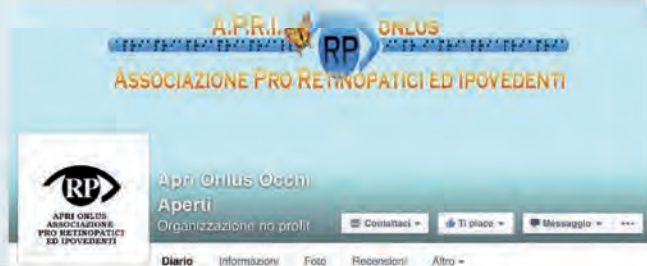 A.P.R.I. ONLUS
RP
ASSOCIAZIONE PRO RETINOPATICI ED IPOVEDENTI
RP
APRI ONLUS
ASSOCIAZIONE
PRO RETINOPATICI
ED IPOVEDENTI
Apri Onlus Occhi
Aperti
Organizzazione no profit
Contattaci
Ti piace
Messaggio
•••
Diario Informazioni Foto Recensioni Altro